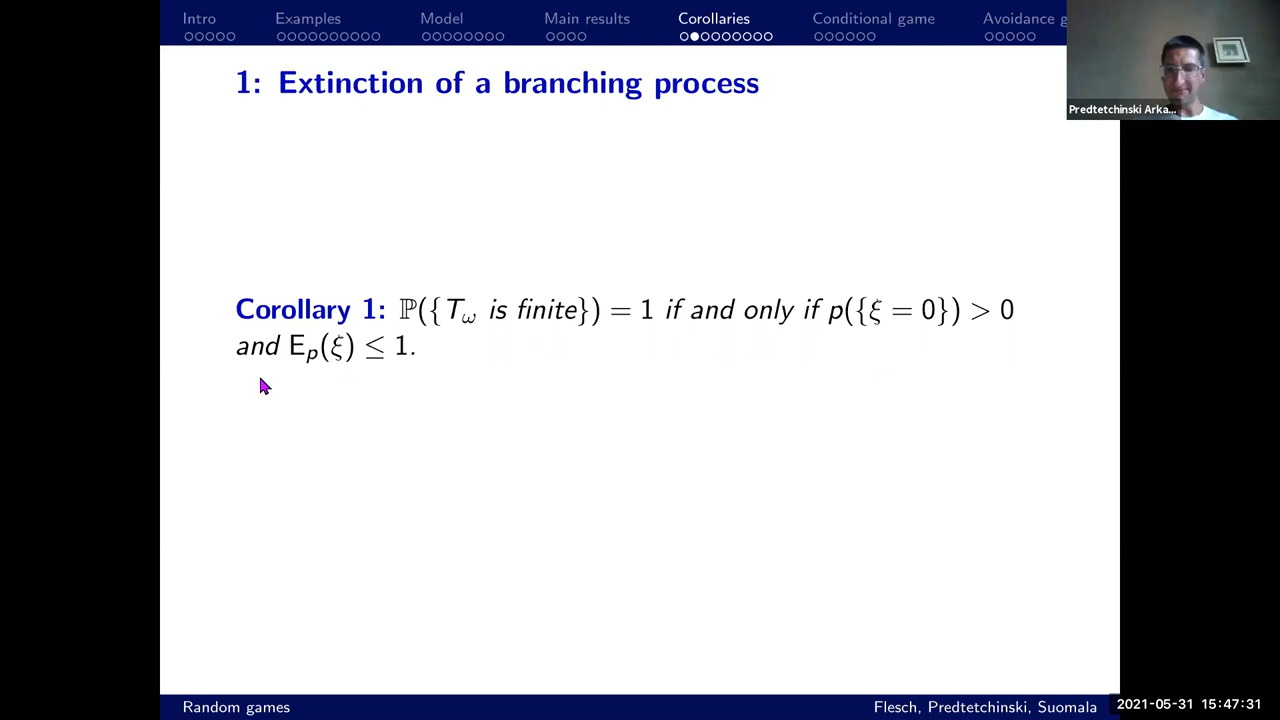 Intro Examples Model Main results Corollaries Conditional game Avoidance g
1: Extinction of a branching process
Predtetchinski Arka...
Corollary 1: ℙ({T_ω is finite}) = 1 if and only if p({ξ = 0}) > 0
and E_p(ξ) ≤ 1.
Random games Flesch, Predtetchinski, Suomala 2021-05-31 15:47:31